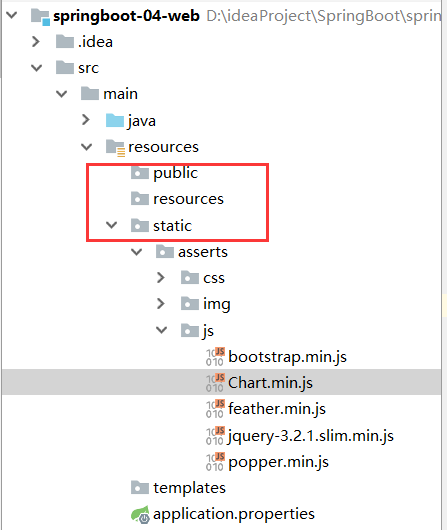 springboot-04-web D:\ideaProject\SpringBoot\sprin
.idea
src
main
java
resources
public
resources
static
asserts
css
img
js
bootstrap.min.js
Chart.min.js
feather.min.js
jquery-3.2.1.slim.min.js
popper.min.js
templates
application.properties